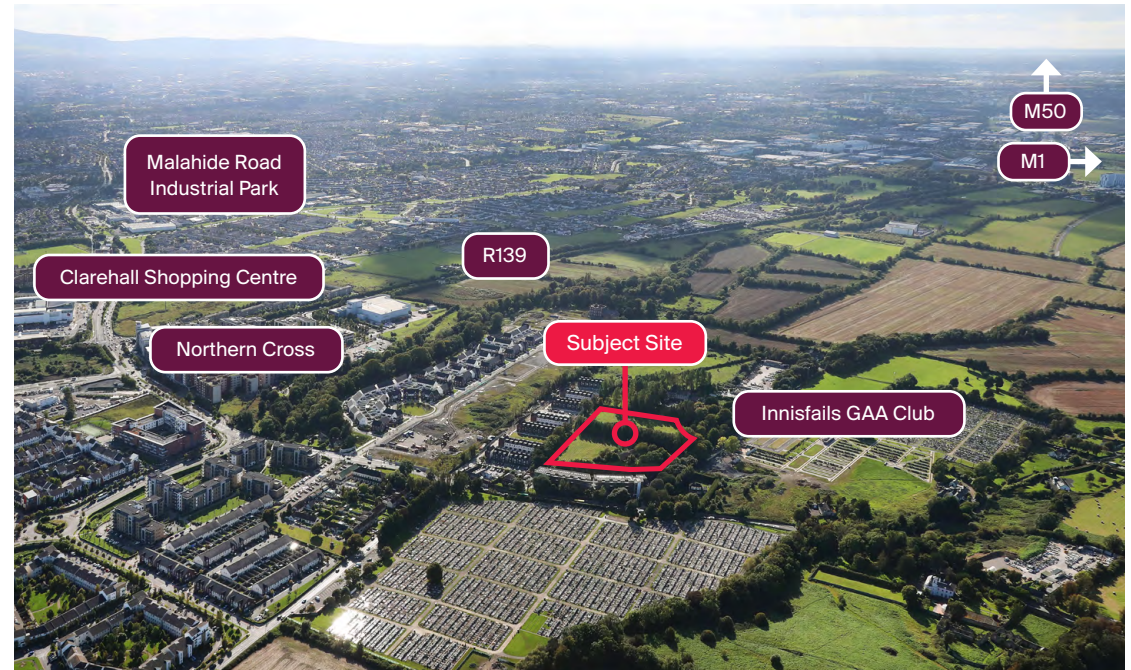 M50
M1
Malahide Road
Industrial Park
R139
Clarehall Shopping Centre
Northern Cross
Subject Site
Innisfails GAA Club